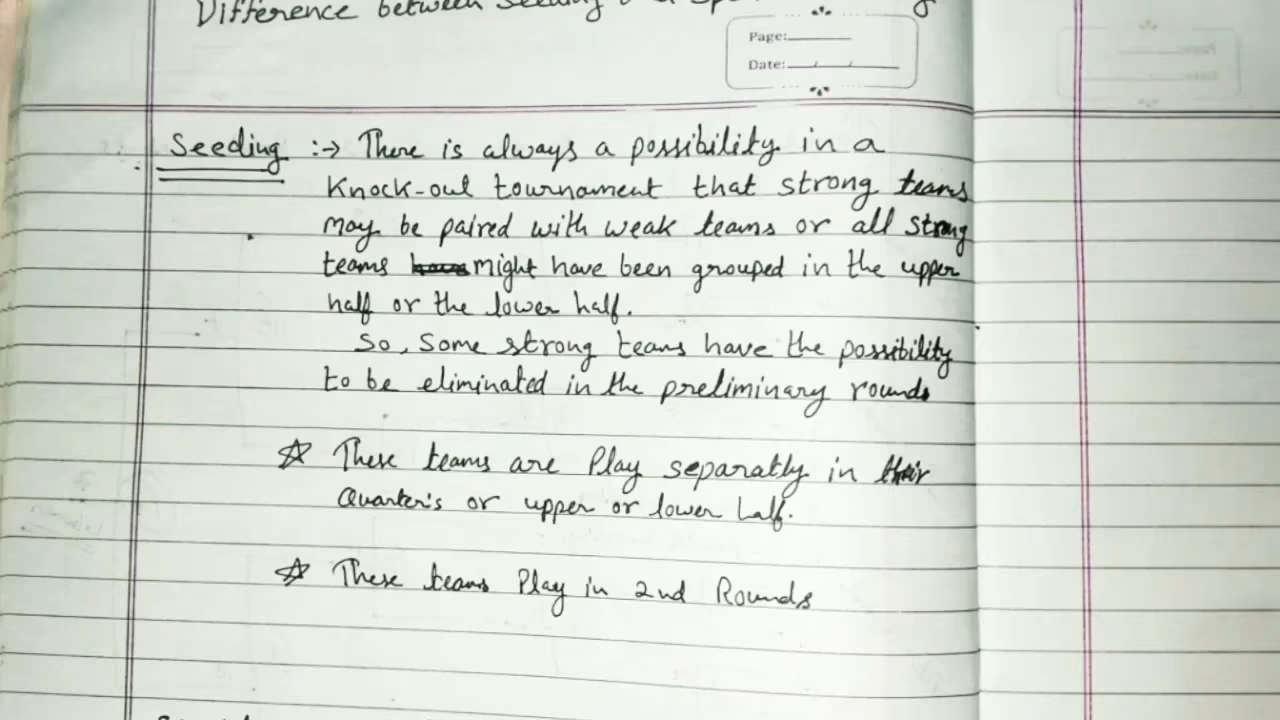 Difference between Seeding
Page:
Date:
Seeding :→ There is always a possibility in a
Knock-out tournament that strong teams
may be paired with weak teams or all strong
teams might have been grouped in the upper
half or the lower half.
So, Some strong teams have the possibility
to be eliminated in the preliminary rounds
☆ These teams are Play separatly in their
Quarter's or upper or lower half.
☆ These teams Play in 2nd Rounds